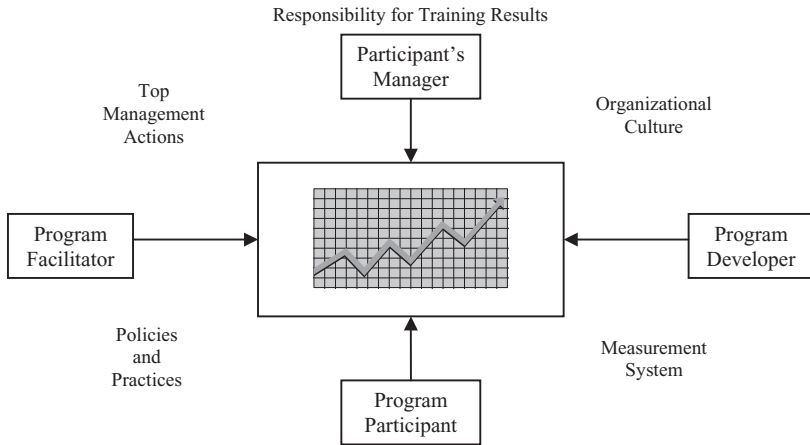 Responsibility for Training Results
Participant’s
Manager
Top
Management
Actions
Organizational
Culture
Program
Facilitator
Program
Developer
Policies
and
Practices
Measurement
System
Program
Participant